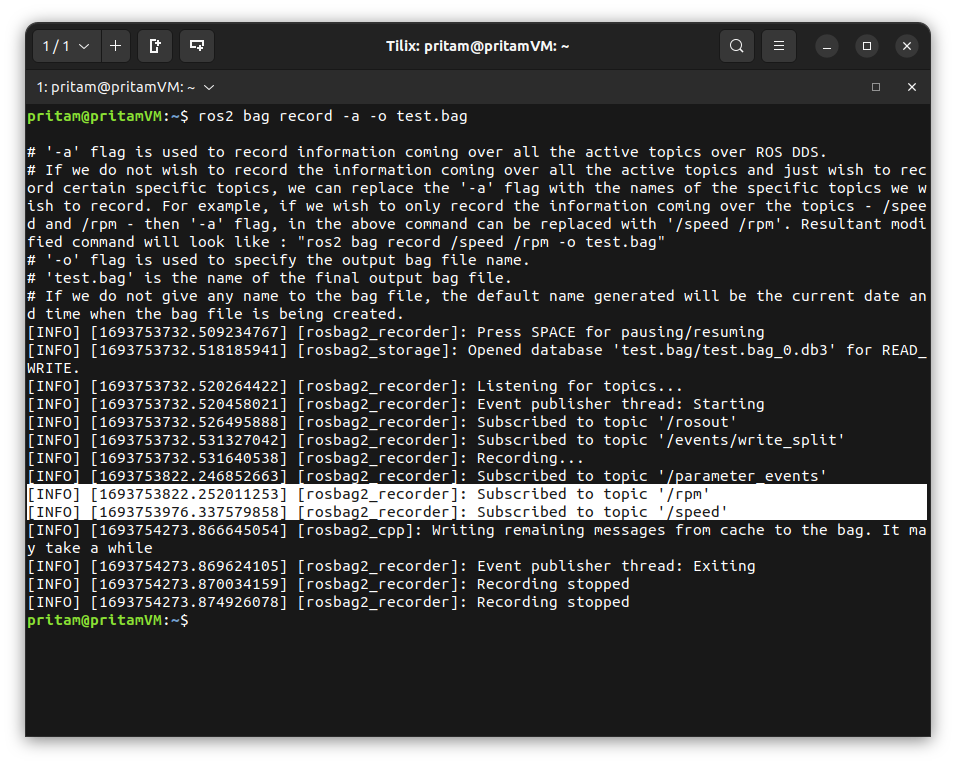 1 / 1
Tilix: pritam@pritamVM: ~
1: pritam@pritamVM: ~
pritam@pritamVM:~$ ros2 bag record -a -o test.bag
# '-a' flag is used to record information coming over all the active topics over ROS DDS.
# If we do not wish to record the information coming over all the active topics and just wish to rec
ord certain specific topics, we can replace the '-a' flag with the names of the specific topics we w
ish to record. For example, if we wish to only record the information coming over the topics - /spee
d and /rpm - then '-a' flag, in the above command can be replaced with '/speed /rpm'. Resultant modi
fied command will look like : "ros2 bag record /speed /rpm -o test.bag"
# '-o' flag is used to specify the output bag file name.
# 'test.bag' is the name of the final output bag file.
# If we do not give any name to the bag file, the default name generated will be the current date an
d time when the bag file is being created.
[INFO] [1693753732.509234767] [rosbag2_recorder]: Press SPACE for pausing/resuming
[INFO] [1693753732.518185941] [rosbag2_storage]: Opened database 'test.bag/test.bag_0.db3' for READ_
WRITE.
[INFO] [1693753732.520264422] [rosbag2_recorder]: Listening for topics...
[INFO] [1693753732.520458021] [rosbag2_recorder]: Event publisher thread: Starting
[INFO] [1693753732.526495888] [rosbag2_recorder]: Subscribed to topic '/rosout'
[INFO] [1693753732.531327042] [rosbag2_recorder]: Subscribed to topic '/events/write_split'
[INFO] [1693753732.531640538] [rosbag2_recorder]: Recording...
[INFO] [1693753822.246852663] [rosbag2_recorder]: Subscribed to topic '/parameter_events'
[INFO] [1693753822.252011253] [rosbag2_recorder]: Subscribed to topic '/rpm'
[INFO] [1693753976.337579858] [rosbag2_recorder]: Subscribed to topic '/speed'
[INFO] [1693754273.866645054] [rosbag2_cpp]: Writing remaining messages from cache to the bag. It ma
y take a while
[INFO] [1693754273.869624105] [rosbag2_recorder]: Event publisher thread: Exiting
[INFO] [1693754273.870034159] [rosbag2_recorder]: Recording stopped
[INFO] [1693754273.874926078] [rosbag2_recorder]: Recording stopped
pritam@pritamVM:~$